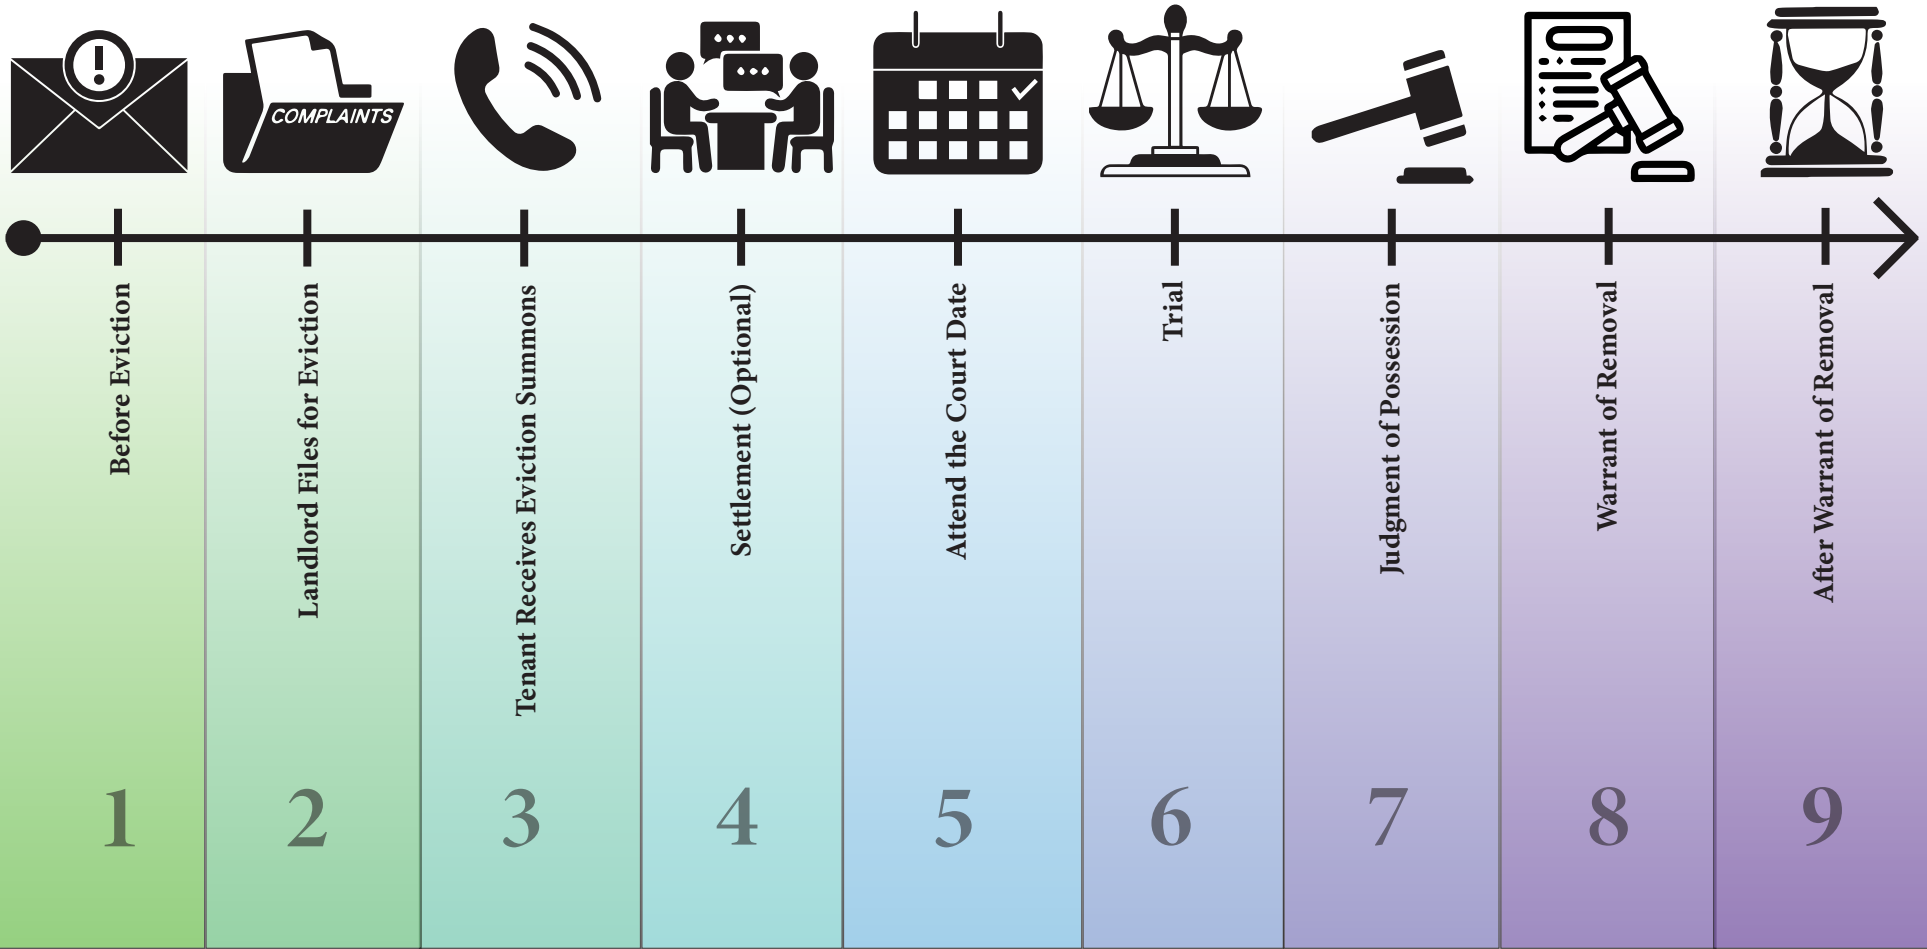 COMPLAINTS
Before Eviction
Landlord Files for Eviction
Tenant Receives Eviction Summons
Settlement (Optional)
Attend the Court Date
Trial
Judgment of Possession
Warrant of Removal
After Warrant of Removal
1
2
3
4
5
6
7
8
9